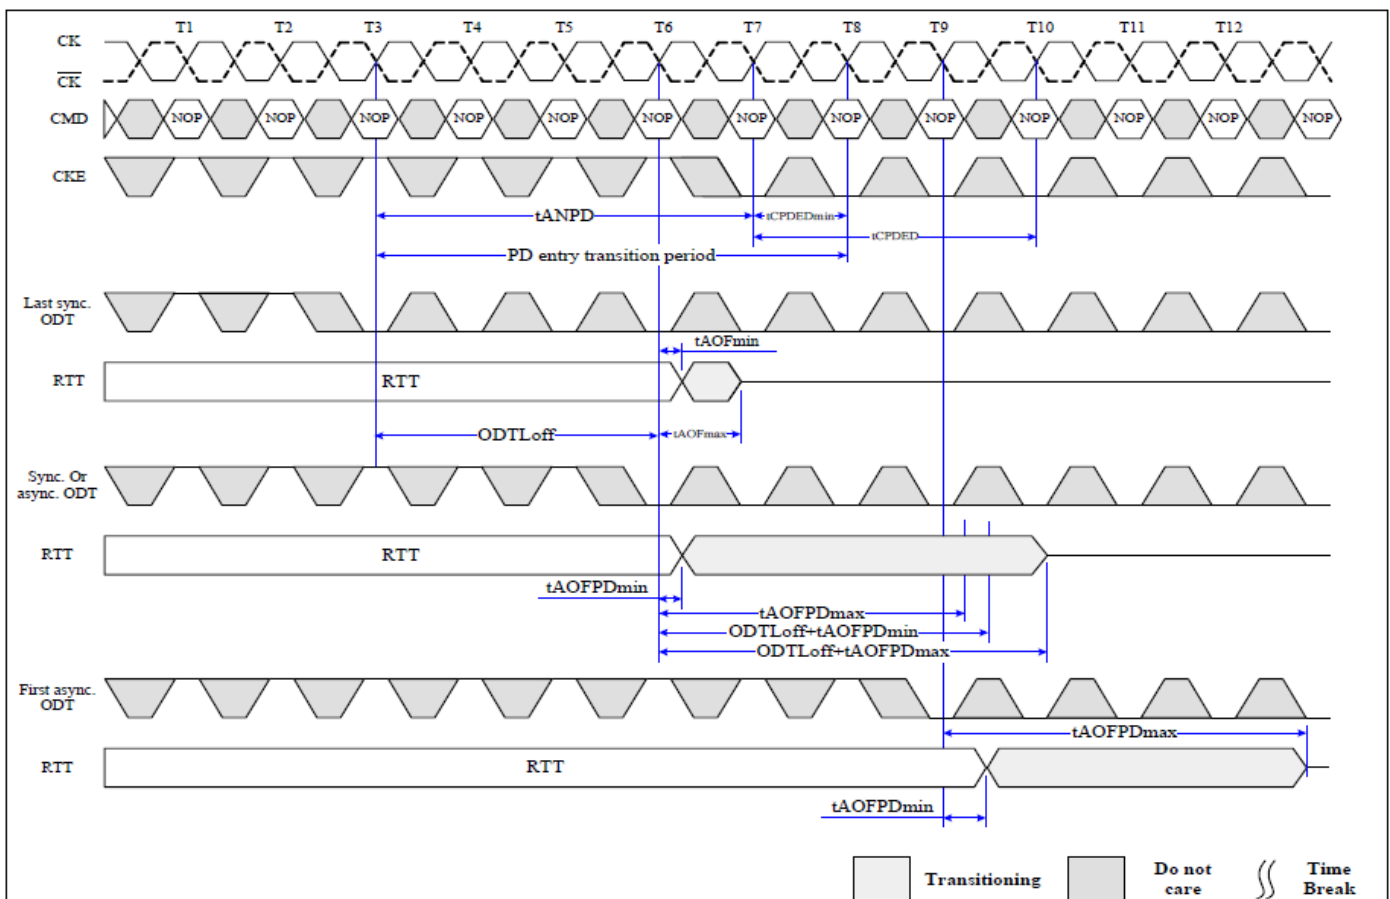 T1 T2 T3 T4 T5 T6 T7 T8 T9 T10 T11 T12
CK
CK
CMD NOP NOP NOP NOP NOP NOP NOP NOP NOP NOP NOP NOP NOP
CKE
tANPD tCPDEDmin
tCPDED
PD entry transition period
Last sync.
ODT
tAOFmin
RTT RTT
ODTLoff tAOFmax
Sync. Or
async. ODT
RTT RTT
tAOFPDmin
tAOFPDmax
ODTLoff+tAOFPDmin
ODTLoff+tAOFPDmax
First async.
ODT
tAOFPDmax
RTT RTT
tAOFPDmin
Transitioning
Do not
care
Time
Break